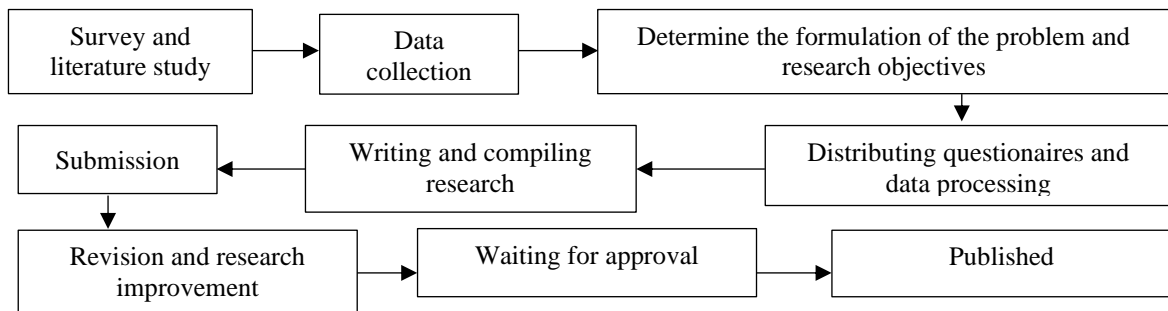 Survey and
literature study
Data
collection
Determine the formulation of the problem and
research objectives
Distributing questionaires and
data processing
Writing and compiling
research
Submission
Revision and research
improvement
Waiting for approval
Published